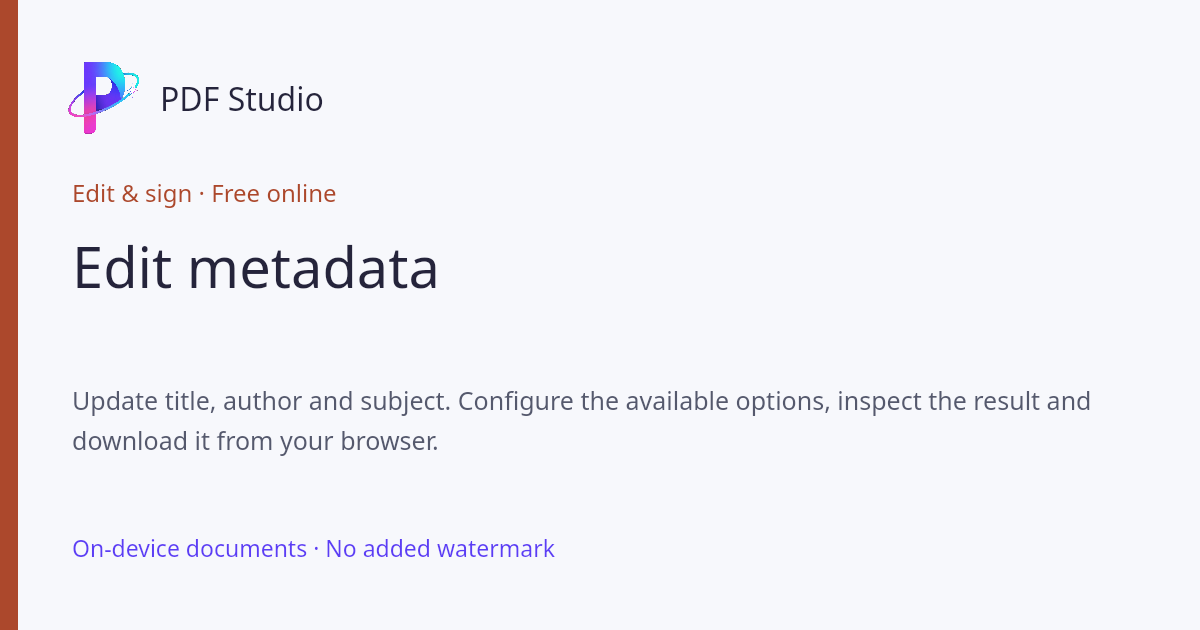 PDF Studio
Edit & sign · Free online
Edit metadata
Update title, author and subject. Configure the available options, inspect the result and
download it from your browser.
On-device documents · No added watermark